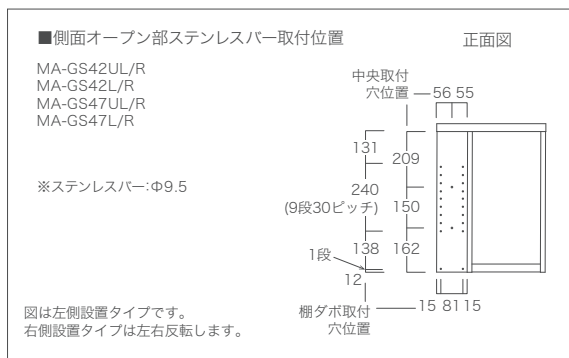 ■側面オープン部ステンレスバー取付位置
正面図
MA-GS42UL/R
MA-GS42L/R
MA-GS47UL/R
MA-GS47L/R
※ステンレスバー:Φ9.5
中央取付
穴位置
56 55
131
209
240
(9段30ピッチ)
150
138
162
1段
12
棚ダボ取付
穴位置
15 81 15
図は左側設置タイプです。
右側設置タイプは左右反転します。